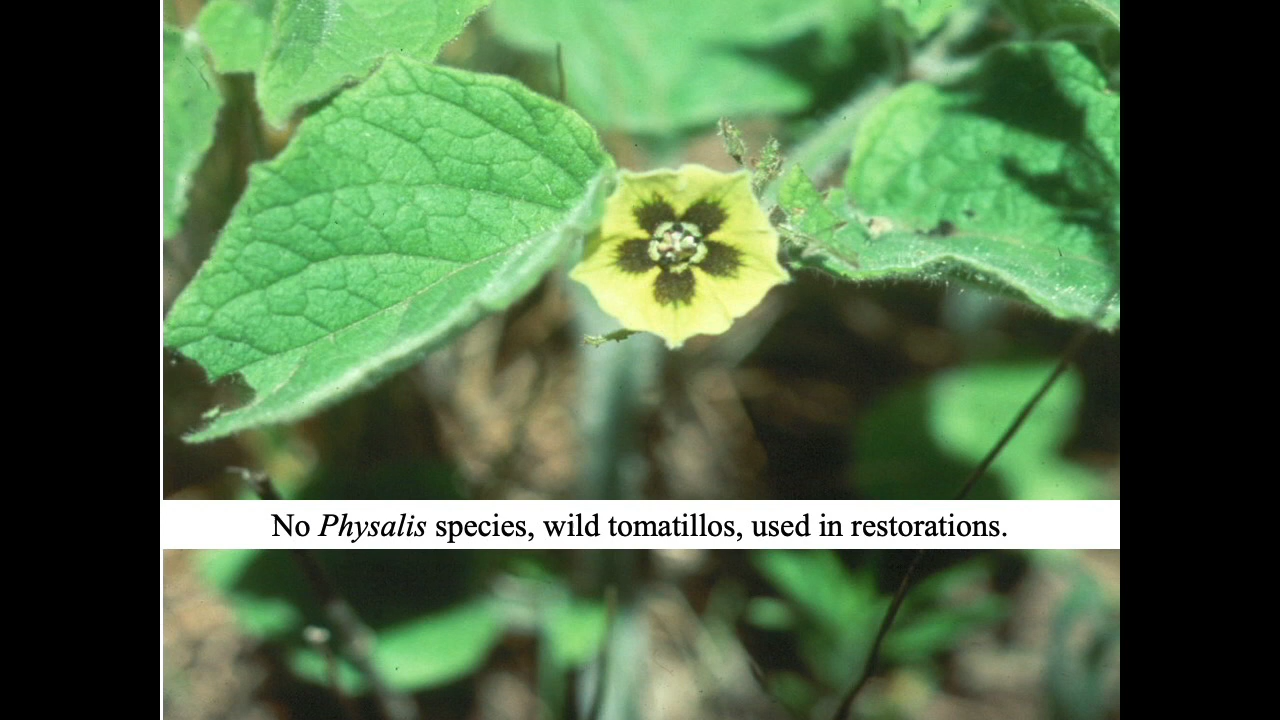 No Physalis species, wild tomatillos, used in restorations.